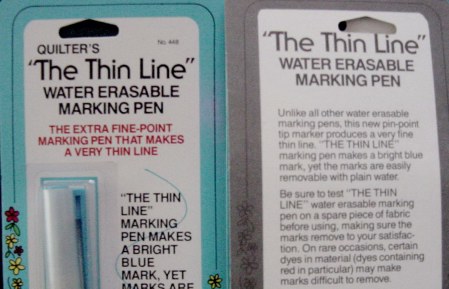 QUILTER'S
No. 448
"The Thin Line"
WATER ERASABLE
MARKING PEN
THE EXTRA FINE-POINT
MARKING PEN THAT MAKES
A VERY THIN LINE
"THE THIN
LINE"
MARKING
PEN MAKES
A BRIGHT
BLUE
MARK, YET
MARKS ARE
"The Thin Line"
WATER ERASABLE
MARKING PEN
Unlike all other water erasable
marking pens, this new pin-point
tip marker produces a very fine
thin line. "THE THIN LINE"
marking pen makes a bright blue
mark, yet the marks are easily
removable with plain water.
Be sure to test "THE THIN
LINE" water erasable marking
pen on a spare piece of fabric
before using, making sure the
marks remove to your satisfac-
tion. On rare occasions, certain
dyes in material (dyes containing
red in particular) may make
marks difficult to remove.